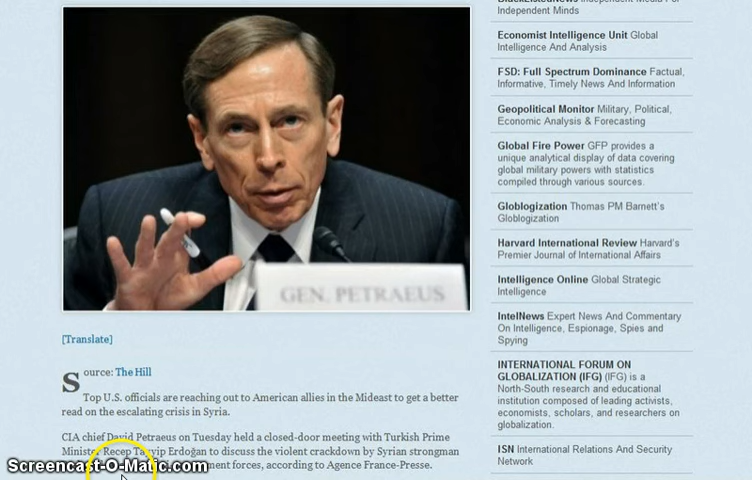 GEN. PETRAEUS
[Translate]
Source: The Hill
Top U.S. officials are reaching out to American allies in the Mideast to get a better
read on the escalating crisis in Syria.
CIA chief David Petraeus on Tuesday held a closed-door meeting with Turkish Prime
Minister Recep Tayyip Erdoğan to discuss the violent crackdown by Syrian strongman
forces, according to Agence France-Presse.
Screencast-O-Matic.com
Independent Media For
Independent Minds
Economist Intelligence Unit Global
Intelligence And Analysis
FSD: Full Spectrum Dominance Factual,
Informative, Timely News And Information
Geopolitical Monitor Military, Political,
Economic Analysis & Forecasting
Global Fire Power GFP provides a
unique analytical display of data covering
global military powers with statistics
compiled through various sources.
Globlogization Thomas PM Barnett's
Globlogization
Harvard International Review Harvard's
Premier Journal of International Affairs
Intelligence Online Global Strategic
Intelligence
IntelNews Expert News And Commentary
On Intelligence, Espionage, Spies and
Spying
INTERNATIONAL FORUM ON
GLOBALIZATION (IFG) (IFG) is a
North-South research and educational
institution composed of leading activists,
economists, scholars, and researchers on
globalization.
ISN International Relations And Security
Network